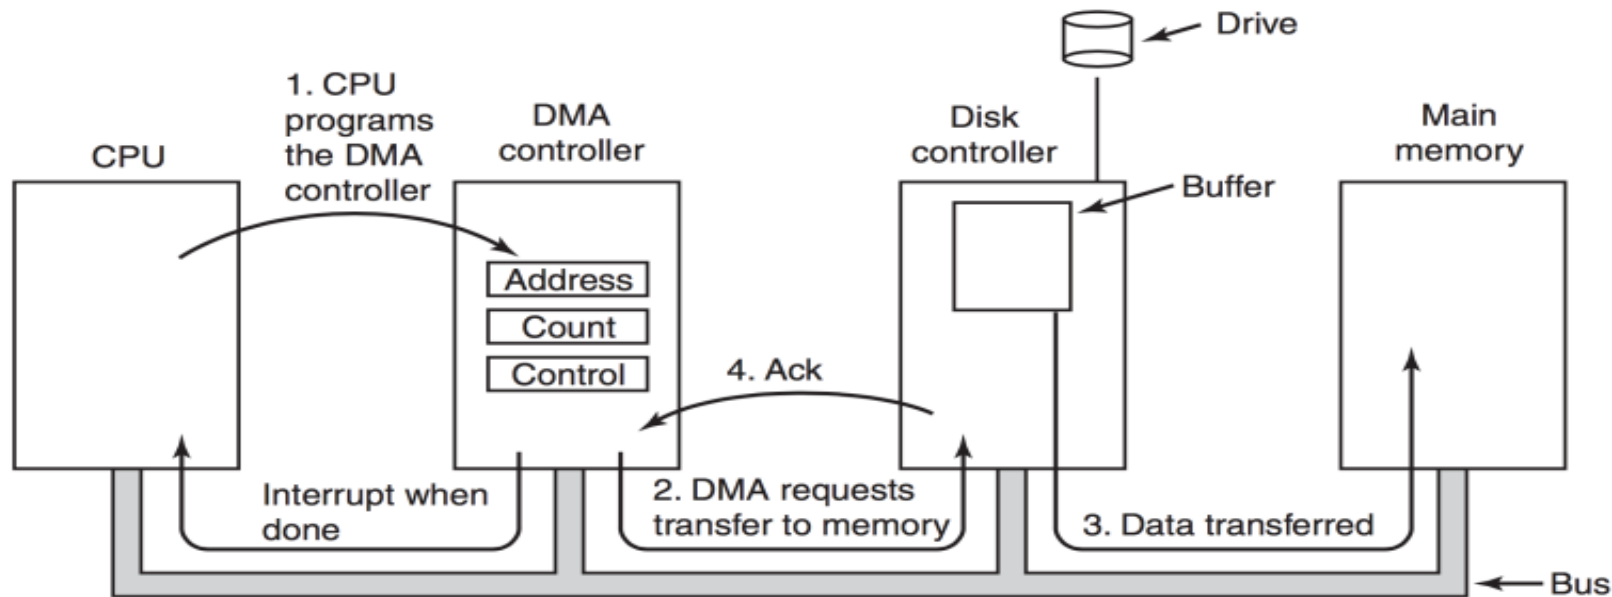 Drive
1. CPU
programs
the DMA
controller
CPU
DMA
controller
Disk
controller
Main
memory
Buffer
Address
Count
Control
4. Ack
Interrupt when
done
2. DMA requests
transfer to memory
3. Data transferred
Bus